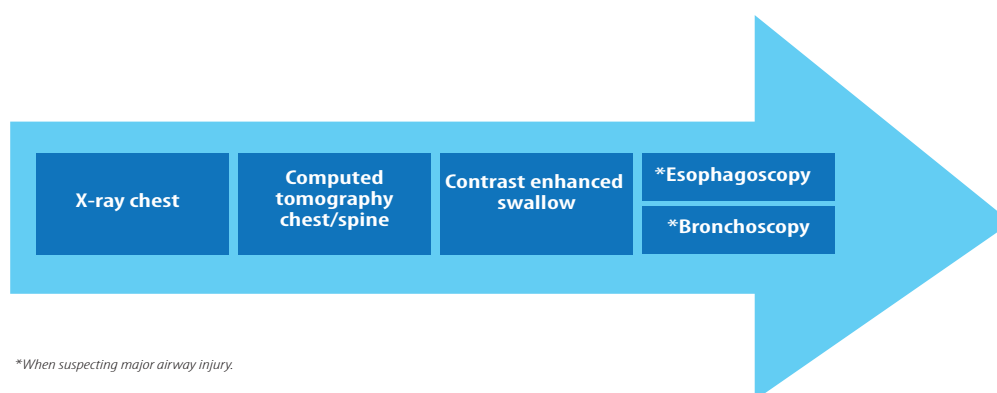 X-ray chest
Computed
tomography
chest/spine
Contrast enhanced
swallow
*Esophagoscopy
*Bronchoscopy
*When suspecting major airway injury.